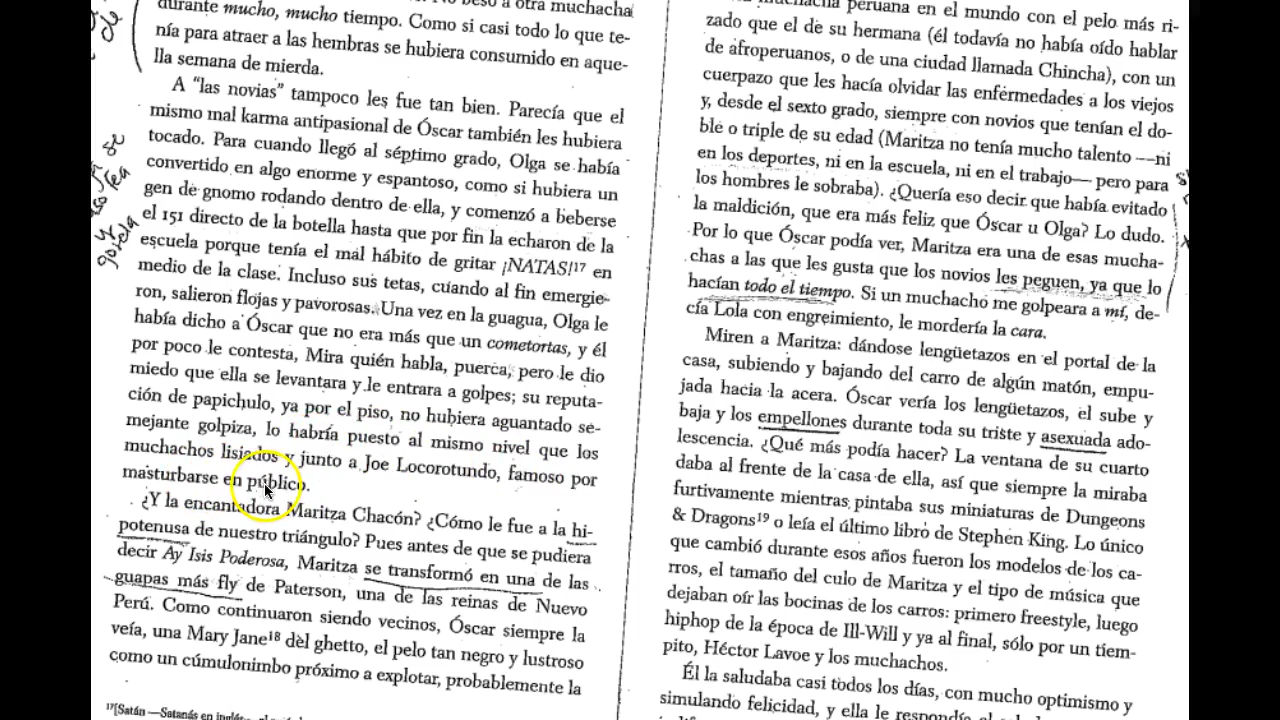 besó a otra muchacha
durante mucho, mucho tiempo. Como si casi todo lo que te-
nía para atraer a las hembras se hubiera consumido en aque-
lla semana de mierda.
A “las novias” tampoco les fue tan bien. Parecía que el
mismo mal karma antipasional de Óscar también les hubiera
tocado. Para cuando llegó al séptimo grado, Olga se había
convertido en algo enorme y espantoso, como si hubiera un
gen de gnomo rodando dentro de ella, y comenzó a beberse
el 151 directo de la botella hasta que por fin la echaron de la
escuela porque tenía el mal hábito de gritar ¡NATAS!17 en
medio de la clase. Incluso sus tetas, cuando al fin emergie-
ron, salieron flojas y pavorosas. Una vez en la guagua, Olga le
había dicho a Óscar que no era más que un cometortas, y él
por poco le contesta, Mira quién habla, puerca, pero le dio
miedo que ella se levantara y le entrara a golpes; su reputa-
ción de papichulo, ya por el piso, no hubiera aguantado se-
mejante golpiza, lo habría puesto al mismo nivel que los
muchachos lisiados y junto a Joe Locorotundo, famoso por
masturbarse en público.
¿Y la encantadora Maritza Chacón? ¿Cómo le fue a la hi-
potenusa de nuestro triángulo? Pues antes de que se pudiera
decir Ay Isis Poderosa, Maritza se transformó en una de las
guapas más fly de Paterson, una de las reinas de Nuevo
Perú. Como continuaron siendo vecinos, Óscar siempre la
veía, una Mary Jane18 del ghetto, el pelo tan negro y lustroso
como un cúmulonimbo próximo a explotar, probablemente la
17[Satán —Satanás en
muchacha peruana en el mundo con el pelo más ri-
zado que el de su hermana (él todavía no había oído hablar
de afroperuanos, o de una ciudad llamada Chincha), con un
cuerpazo que les hacía olvidar las enfermedades a los viejos
y, desde el sexto grado, siempre con novios que tenían el do-
ble o triple de su edad (Maritza no tenía mucho talento —ni
en los deportes, ni en la escuela, ni en el trabajo— pero para
los hombres le sobraba). ¿Quería eso decir que había evitado
la maldición, que era más feliz que Óscar u Olga? Lo dudo.
Por lo que Óscar podía ver, Maritza era una de esas mucha-
chas a las que les gusta que los novios les peguen, ya que lo
hacían todo el tiempo. Si un muchacho me golpeara a mí, de-
cía Lola con engreimiento, le mordería la cara.
Miren a Maritza: dándose lengüetazos en el portal de la
casa, subiendo y bajando del carro de algún matón, empu-
jada hacia la acera. Óscar vería los lengüetazos, el sube y
baja y los empellones durante toda su triste y asexuada ado-
lescencia. ¿Qué más podía hacer? La ventana de su cuarto
daba al frente de la casa de ella, así que siempre la miraba
furtivamente mientras pintaba sus miniaturas de Dungeons
& Dragons19 o leía el último libro de Stephen King. Lo único
que cambió durante esos años fueron los modelos de los ca-
rros, el tamaño del culo de Maritza y el tipo de música que
dejaban oír las bocinas de los carros: primero freestyle, luego
hiphop de la época de Ill-Will y ya al final, sólo por un tiem-
pito, Héctor Lavoe y los muchachos.
Él la saludaba casi todos los días, con mucho optimismo y
simulando felicidad, y ella le